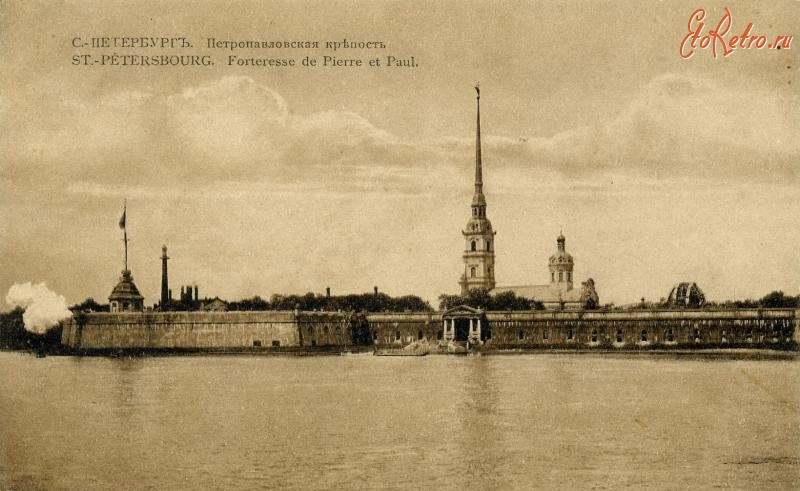 EtoRetro.ru
С.-ПЕТЕРБУРГЪ. Петропавловская крѣпость
ST.-PÉTERSBOURG. Forteresse de Pierre et Paul.